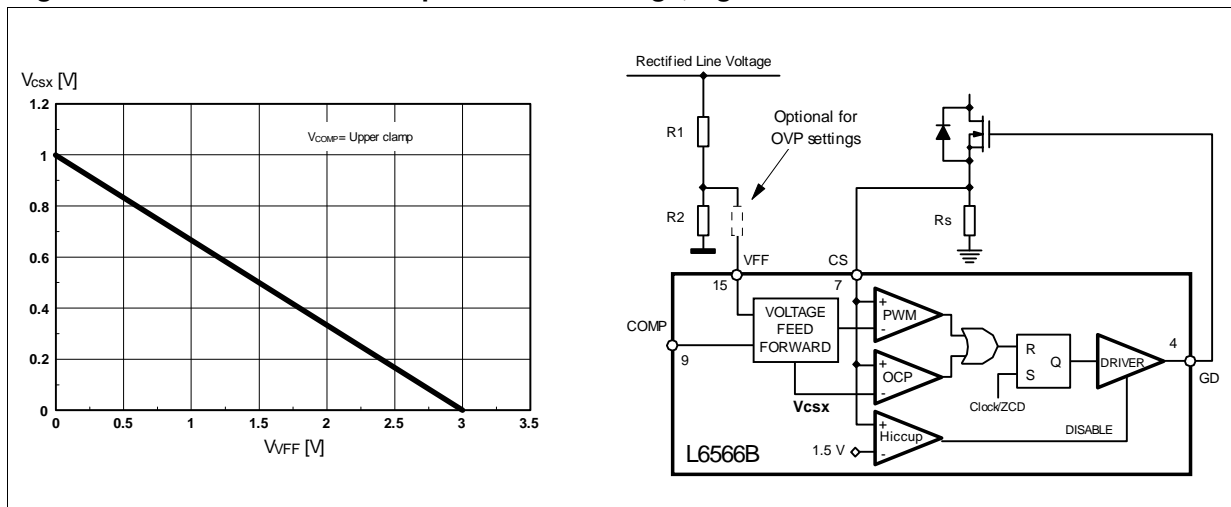 Vcsx [V]
1.2
1
0.8
0.6
0.4
0.2
0
VCOMP= Upper clamp
0
0.5
1
1.5
2
2.5
3
3.5
VVFF [V]
Rectified Line Voltage
R1
Optional for
OVP settings
R2
Rs
VFF
CS
15
7
COMP
9
VOLTAGE
FEED
FORWARD
+
PWM
-
+
OCP
-
Vcsx
+
Hiccup
-
1.5 V
R
S
Q
Clock/ZCD
DRIVER
4
GD
DISABLE
L6566B